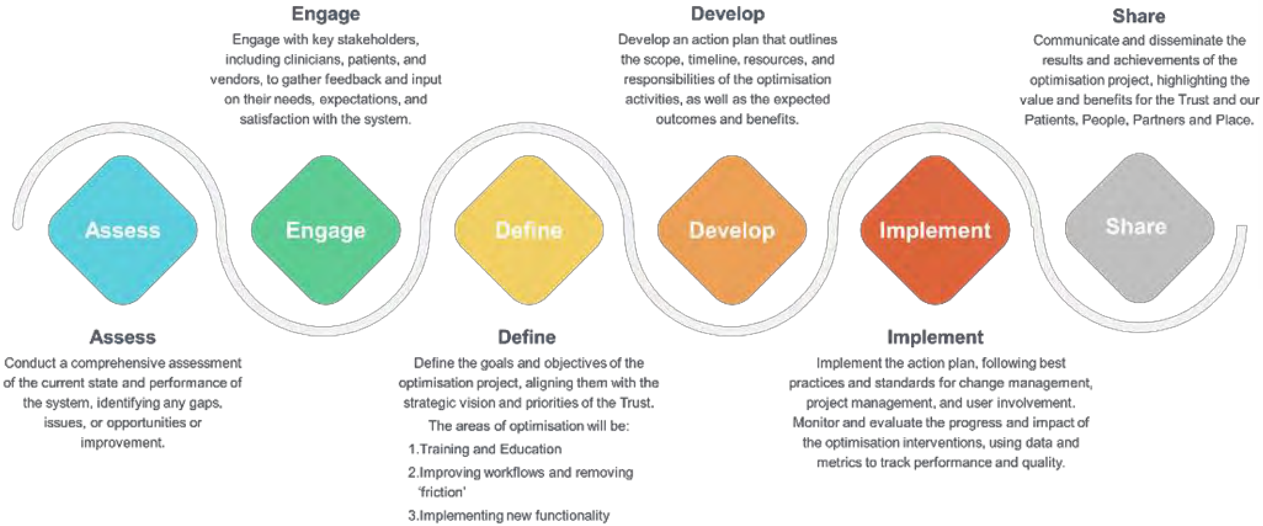 Engage
Engage with key stakeholders,
including clinicians, patients, and
vendors, to gather feedback and input
on their needs, expectations, and
satisfaction with the system.
Develop
Develop an action plan that outlines
the scope, timeline, resources, and
responsibilities of the optimisation
activities, as well as the expected
outcomes and benefits.
Share
Communicate and disseminate the
results and achievements of the
optimisation project, highlighting the
value and benefits for the Trust and our
Patients, People, Partners and Place.
Assess
Engage
Define
Develop
Implement
Share
Assess
Conduct a comprehensive assessment
of the current state and performance of
the system, identifying any gaps,
issues, or opportunities or
improvement.
Define
Define the goals and objectives of the
optimisation project, aligning them with the
strategic vision and priorities of the Trust.
The areas of optimisation will be:
1.Training and Education
2.Improving workflows and removing
'friction'
3.Implementing new functionality
Implement
Implement the action plan, following best
practices and standards for change management,
project management, and user involvement.
Monitor and evaluate the progress and impact of
the optimisation interventions, using data and
metrics to track performance and quality.